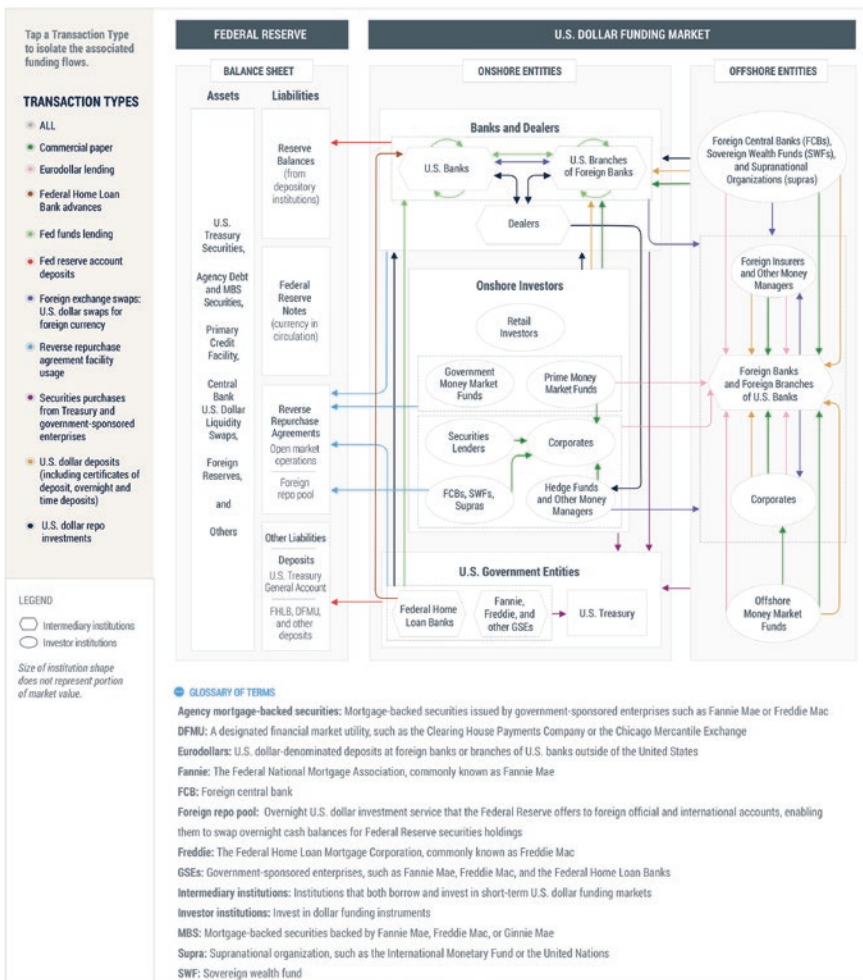 Tap a Transaction Type
to isolate the associated
funding flows.
TRANSACTION TYPES
ALL
Commercial paper
Eurodollar lending
Federal Home Loan
Bank advances
Fed funds lending
Fed reserve account
deposits
Foreign exchange swaps:
U.S. dollar swaps for
foreign currency
Reverse repurchase
agreement facility
usage
Securities purchases
from Treasury and
government-sponsored
enterprises
U.S. dollar deposits
(including certificates of
deposit, overnight and
time deposits)
U.S. dollar repo
investments
LEGEND
Intermediary institutions
Investor institutions
Size of institution shape
does not represent portion
of market value.
FEDERAL RESERVE
BALANCE SHEET
Assets
Liabilities
U.S.
Treasury
Securities,
Agency Debt
and MBS
Securities,
Primary
Credit
Facility,
Central
Bank
U.S. Dollar
Liquidity
Swaps,
Foreign
Reserves,
and
Others
Reserve
Balances
(from
depository
institutions)
Federal
Reserve
Notes
(currency in
circulation)
Reverse
Repurchase
Agreements
Open market
operations
Foreign
repo pool
Other Liabilities
Deposits
U.S. Treasury
General Account
FHLB, DFMU,
and other
deposits
U.S. DOLLAR FUNDING MARKET
ONSHORE ENTITIES
Banks and Dealers
U.S. Banks
U.S. Branches
of Foreign Banks
Dealers
Onshore Investors
Retail
Investors
Government
Money Market
Funds
Prime Money
Market Funds
Securities
Lenders
Corporates
FCBs, SWFs,
Supras
Hedge Funds
and Other Money
Managers
U.S. Government Entities
Federal Home
Loan Banks
Fannie,
Freddie, and
other GSEs
U.S. Treasury
OFFSHORE ENTITIES
Foreign Central Banks (FCBs),
Sovereign Wealth Funds (SWFs),
and Supranational
Organizations (supras)
Foreign Insurers
and Other Money
Managers
Foreign Banks
and Foreign Branches
of U.S. Banks
Corporates
Offshore
Money Market
Funds
GLOSSARY OF TERMS
Agency mortgage-backed securities: Mortgage-backed securities issued by government-sponsored enterprises such as Fannie Mae or Freddie Mac
DFMU: A designated financial market utility, such as the Clearing House Payments Company or the Chicago Mercantile Exchange
Eurodollars: U.S. dollar-denominated deposits at foreign banks or branches of U.S. banks outside of the United States
Fannie: The Federal National Mortgage Association, commonly known as Fannie Mae
FCB: Foreign central bank
Foreign repo pool: Overnight U.S. dollar investment service that the Federal Reserve offers to foreign official and international accounts, enabling
them to swap overnight cash balances for Federal Reserve securities holdings
Freddie: The Federal Home Loan Mortgage Corporation, commonly known as Freddie Mac
GSEs: Government-sponsored enterprises, such as Fannie Mae, Freddie Mac, and the Federal Home Loan Banks
Intermediary institutions: Institutions that both borrow and invest in short-term U.S. dollar funding markets
Investor institutions: Invest in dollar funding instruments
MBS: Mortgage-backed securities backed by Fannie Mae, Freddie Mac, or Ginnie Mae
Supra: Supranational organization, such as the International Monetary Fund or the United Nations
SWF: Sovereign wealth fund